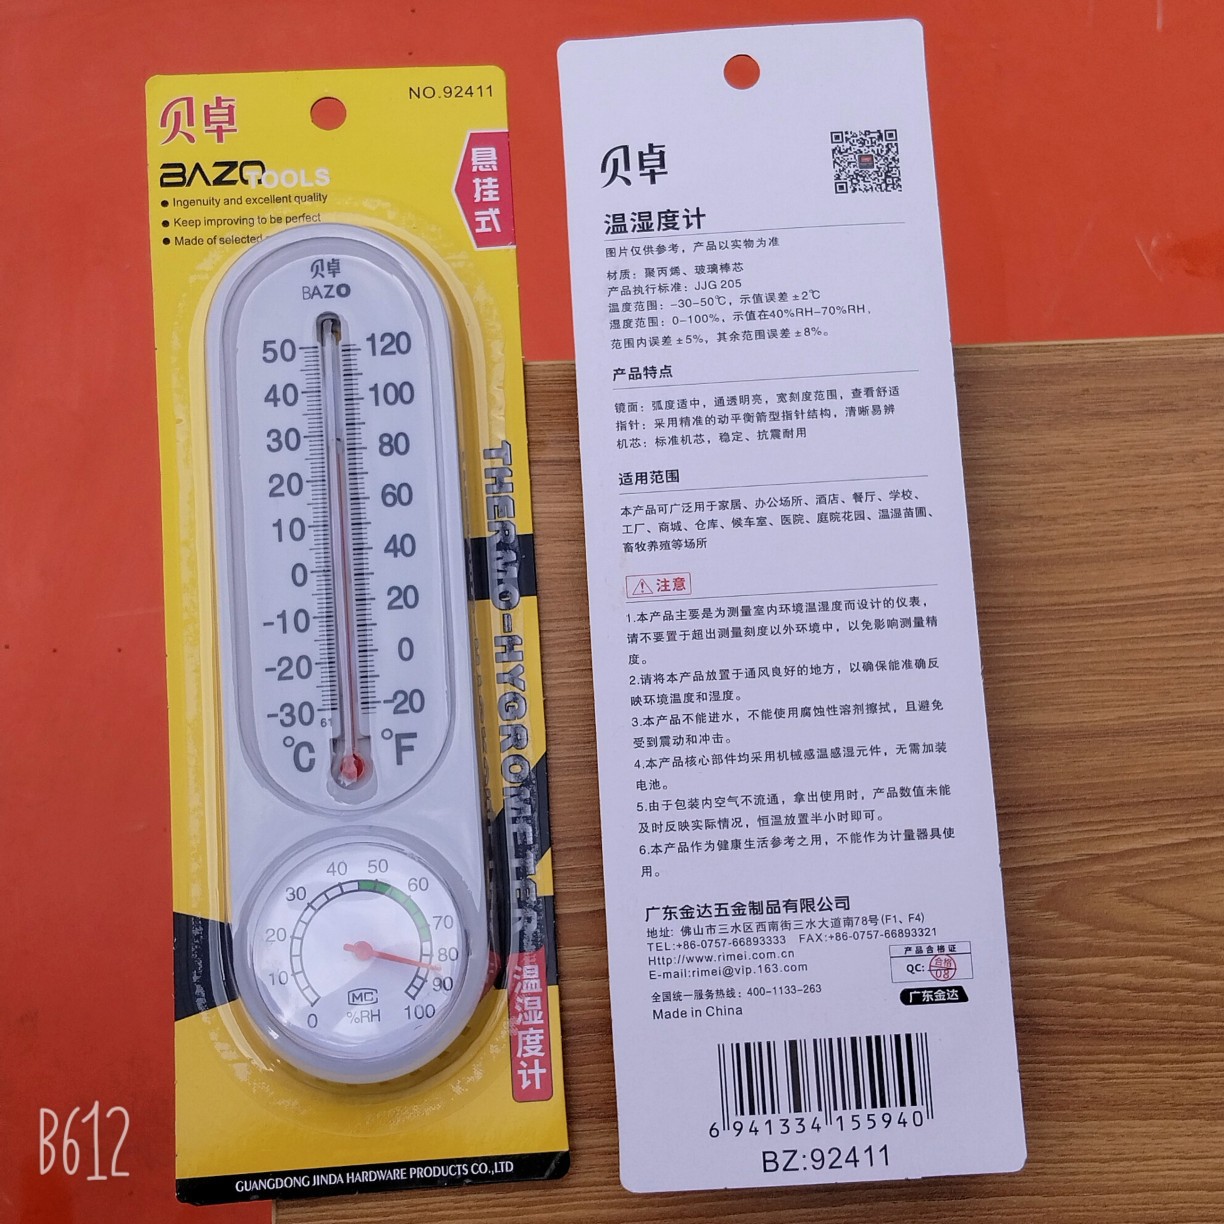 贝卓
NO.92411
BAZO
TOOLS
● Ingenuity and excellent quality
● Keep improving to be perfect
● Made of selected
悬挂式
贝卓
BAZO
50 120
40 100
30 80
20 60
10 40
0 20
-10 0
-20 -20
-30
61
°C °F
THERMO-HYGROMETER
温湿度计
0 10 20 30 40 50 60 70 80 90 100
MC
%RH
GUANGDONG JINDA HARDWARE PRODUCTS CO.,LTD
B612
贝卓
温湿度计
图片仅供参考，产品以实物为准
材质：聚丙烯、玻璃棒芯
产品执行标准：JJG 205
温度范围：-30-50℃，示值误差±2℃
湿度范围：0-100%，示值在40%RH-70%RH，
范围内误差±5%，其余范围误差±8%。
产品特点
镜面：弧度适中，通透明亮，宽刻度范围，查看舒适
指针：采用精准的动平衡箭型指针结构，清晰易辨
机芯：标准机芯，稳定、抗震耐用
适用范围
本产品可广泛用于家居、办公场所、酒店、餐厅、学校、
工厂、商城、仓库、候车室、医院、庭院花园、温湿苗圃、
畜牧养殖等场所
注意
1.本产品主要是为测量室内环境温湿度而设计的仪表，
请不要置于超出测量刻度以外环境中，以免影响测量精
度。
2.请将本产品放置于通风良好的地方，以确保能准确反
映环境温度和湿度。
3.本产品不能进水，不能使用腐蚀性溶剂擦拭，且避免
受到震动和冲击。
4.本产品核心部件均采用机械感温感湿元件，无需加装
电池。
5.由于包装内空气不流通，拿出使用时，产品数值未能
及时反映实际情况，恒温放置半小时即可。
6.本产品作为健康生活参考之用，不能作为计量器具使
用。
广东金达五金制品有限公司
地址: 佛山市三水区西南街三水大道南78号(F1、F4)
TEL:+86-0757-66893333 FAX:+86-0757-66893321
Http://www.rimei.com.cn
E-mail:rimei@vip.163.com
产品合格证
QC: 合格 08
全国统一服务热线：400-1133-263
广东金达
Made in China
6 941334 155940
BZ:92411